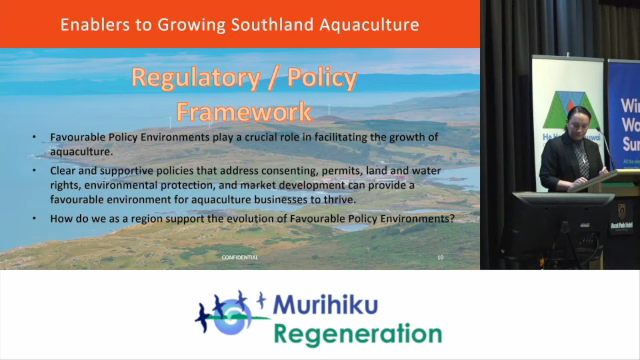 Enablers to Growing Southland Aquaculture
Regulatory / Policy
Framework
• Favourable Policy Environments play a crucial role in facilitating the growth of
aquaculture.
• Clear and supportive policies that address consenting, permits, land and water
rights, environmental protection, and market development can provide a
favourable environment for aquaculture businesses to thrive.
• How do we as a region support the evolution of Favourable Policy Environments?
CONFIDENTIAL
10
Murihiku
Regeneration